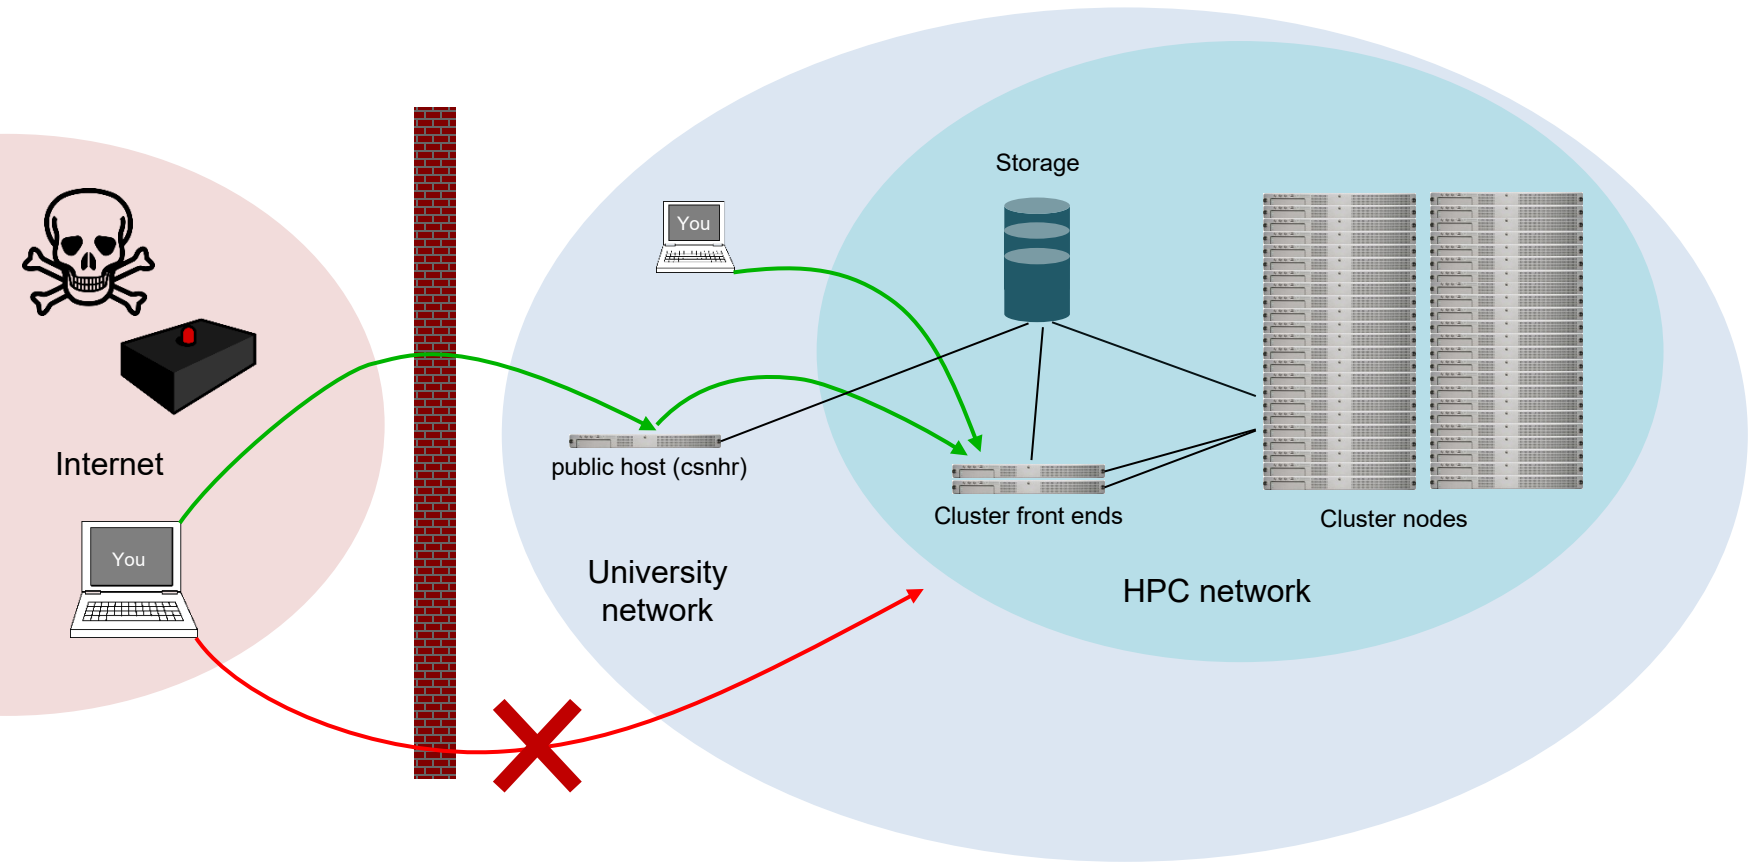 Storage
You
Internet
public host (csnhr)
Cluster front ends
Cluster nodes
You
University
network
HPC network